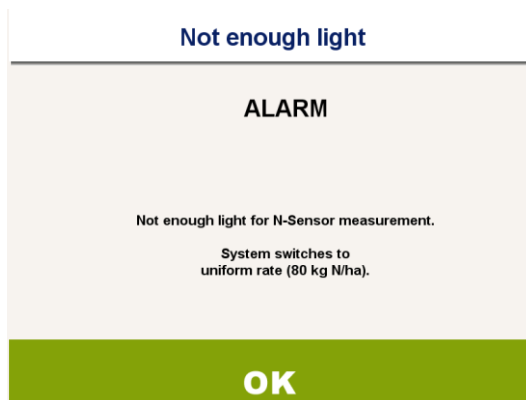 Not enough light
ALARM
Not enough light for N-Sensor measurement.
System switches to
uniform rate (80 kg N/ha).
OK